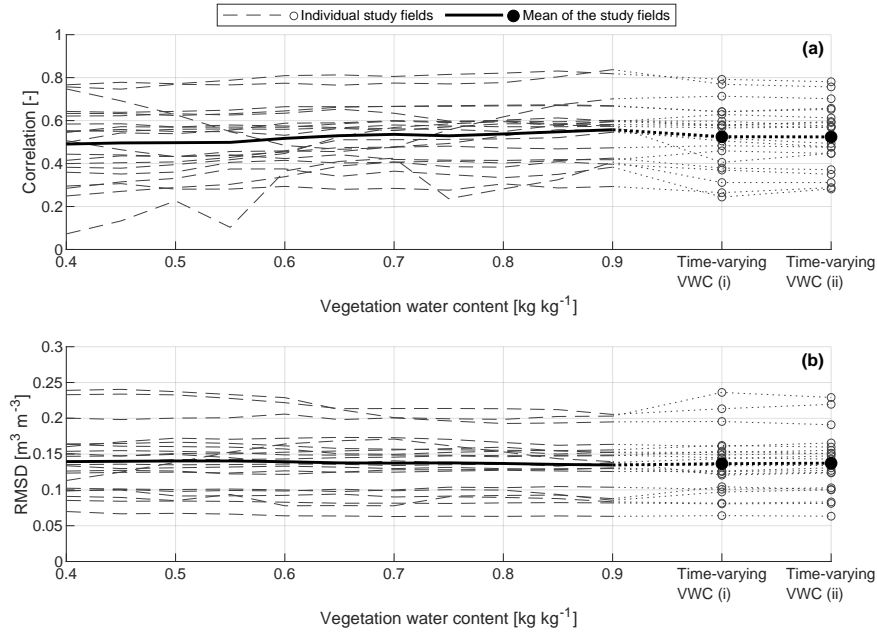 Individual study fields Mean of the study fields
(a)
1
0.8
0.6
0.4
0.2
0
Correlation [-]
0.4 0.5 0.6 0.7 0.8 0.9 Time-varying VWC (i) Time-varying VWC (ii)
Vegetation water content [kg kg⁻¹]
(b)
0.3
0.25
0.2
0.15
0.1
0.05
0
RMSD [m³ m⁻³]
0.4 0.5 0.6 0.7 0.8 0.9 Time-varying VWC (i) Time-varying VWC (ii)
Vegetation water content [kg kg⁻¹]